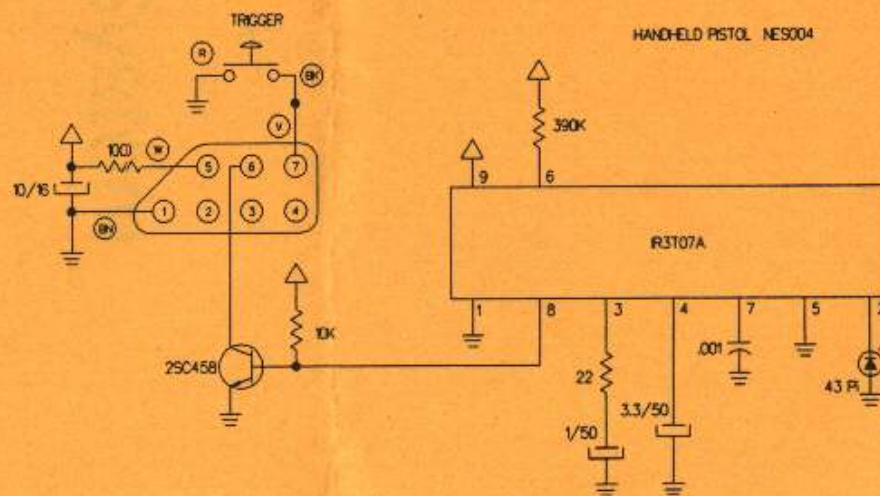 TRIGGER
HANDHELD PISTOL NES004
R
BK
V
390K
100
W
5
6
7
10/16
1
2
3
4
BN
9
6
IR3T07A
1
8
3
4
7
5
2
10K
2SC458
22
.001
43 Pi
3.3/50
1/50